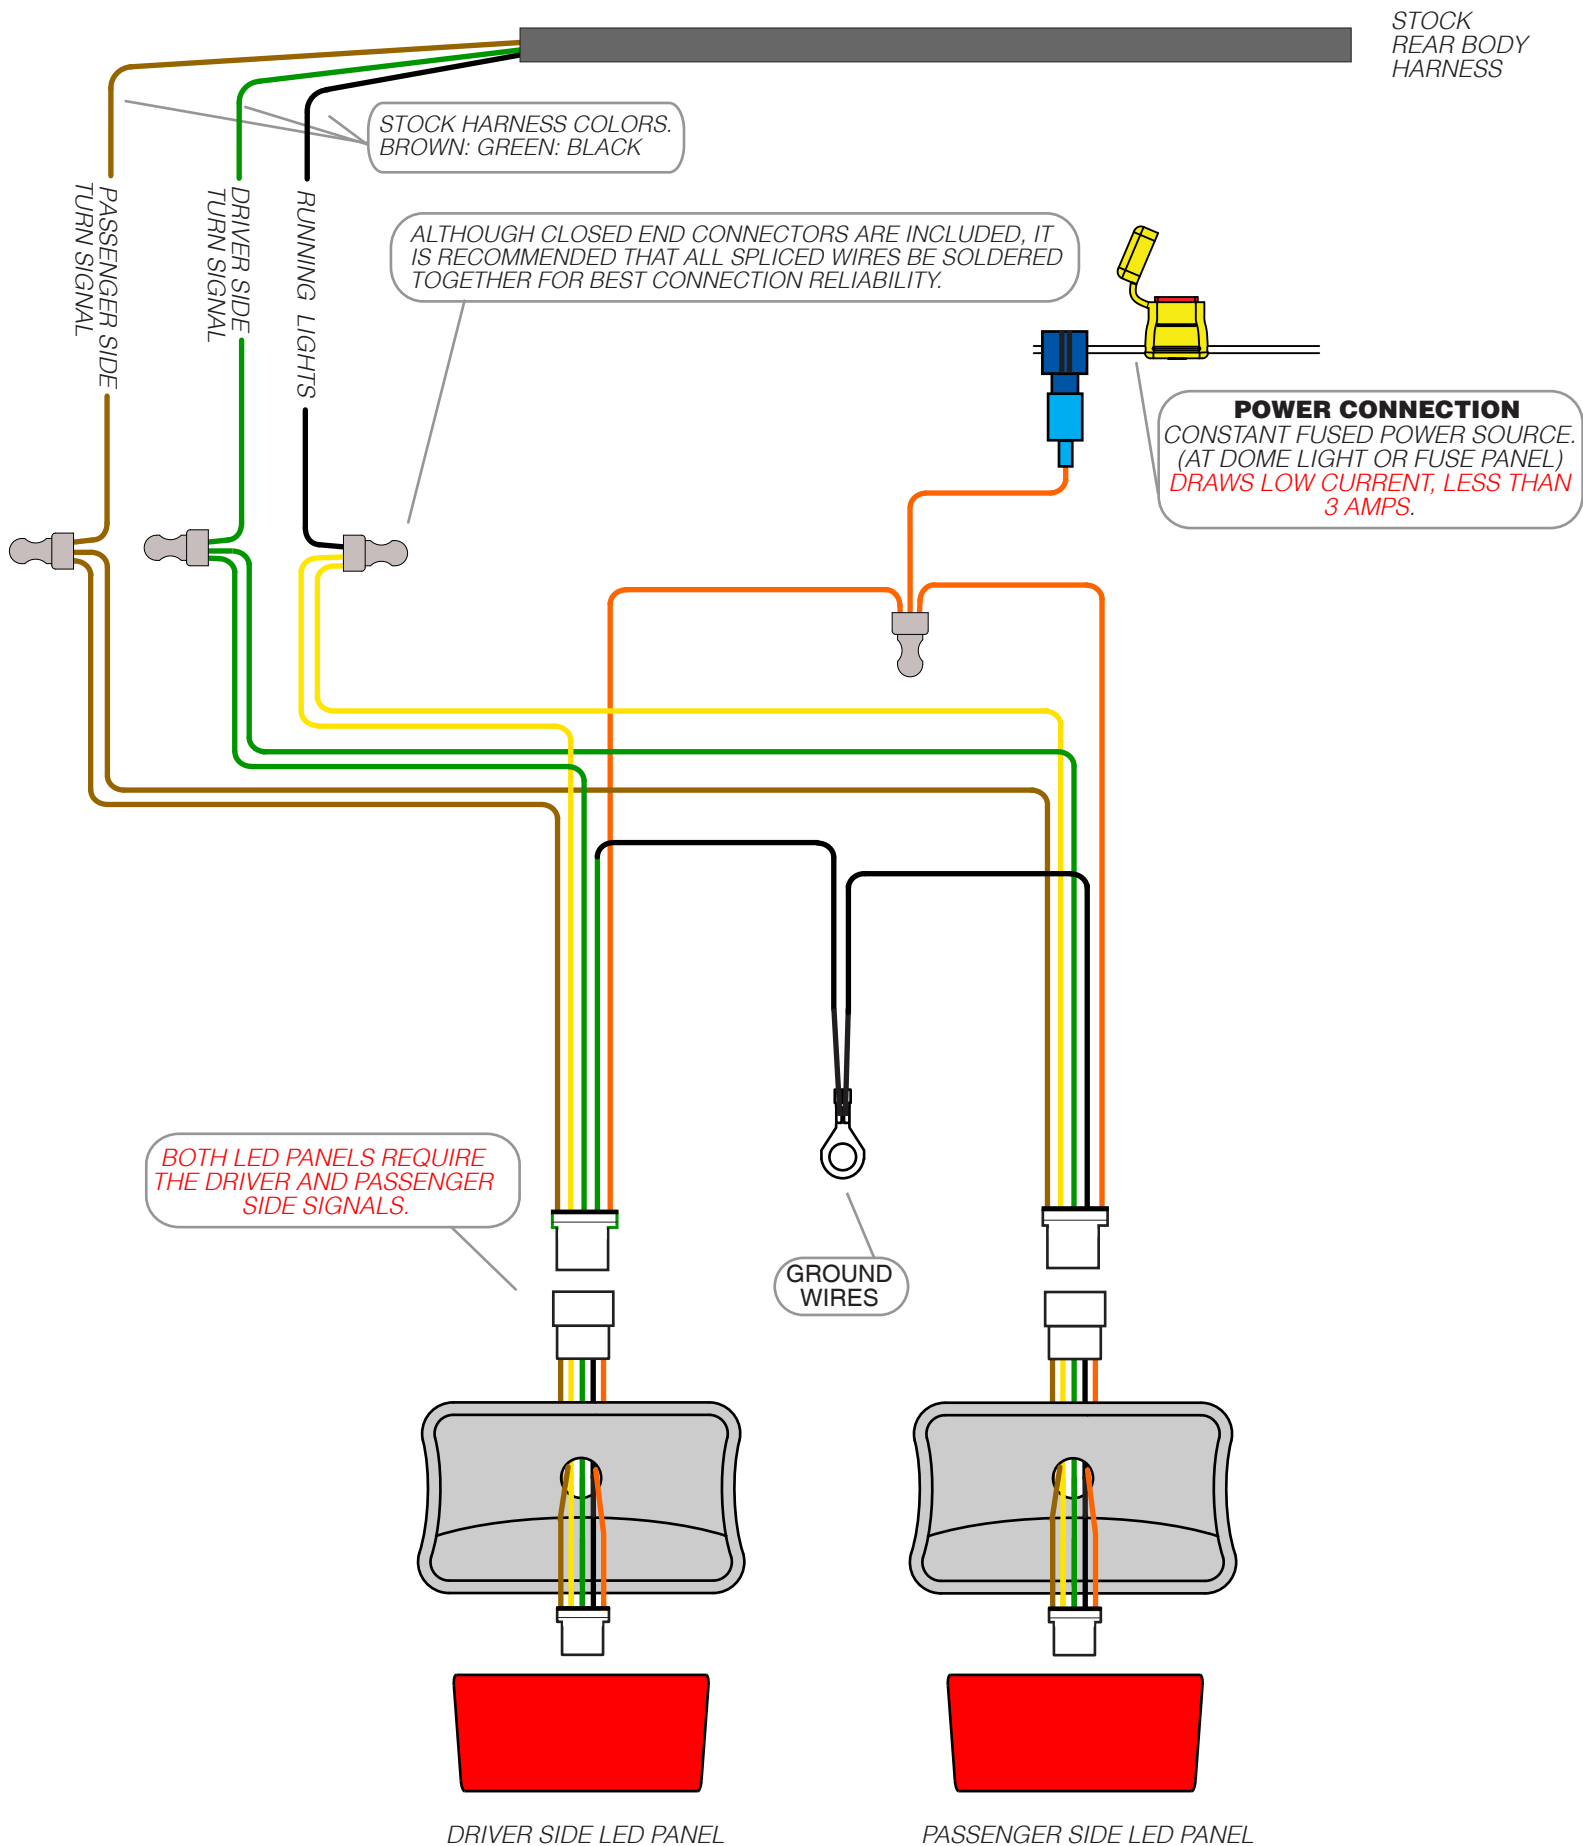 STOCK
REAR BODY
HARNESS
STOCK HARNESS COLORS.
BROWN: GREEN: BLACK
PASSENGER SIDE
TURN SIGNAL
DRIVER SIDE
TURN SIGNAL
RUNNING LIGHTS
ALTHOUGH CLOSED END CONNECTORS ARE INCLUDED, IT
IS RECOMMENDED THAT ALL SPLICED WIRES BE SOLDERED
TOGETHER FOR BEST CONNECTION RELIABILITY.
POWER CONNECTION
CONSTANT FUSED POWER SOURCE.
(AT DOME LIGHT OR FUSE PANEL)
DRAWS LOW CURRENT, LESS THAN
3 AMPS.
BOTH LED PANELS REQUIRE
THE DRIVER AND PASSENGER
SIDE SIGNALS.
GROUND
WIRES
DRIVER SIDE LED PANEL
PASSENGER SIDE LED PANEL